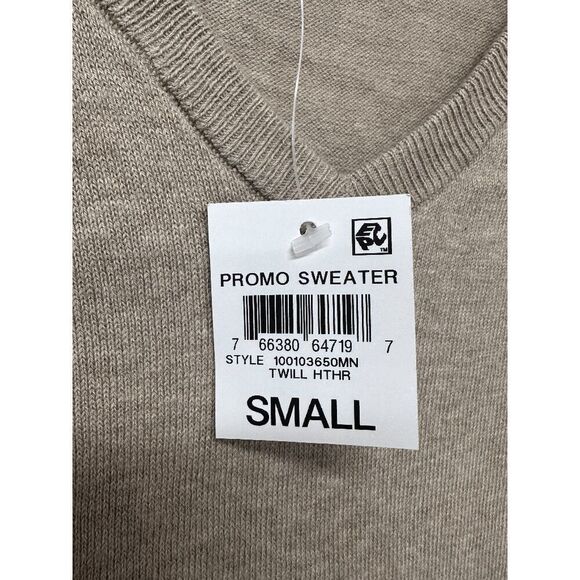 PROMO SWEATER
7 66380 64719 7
STYLE 100103650MN
TWILL HTHR
SMALL